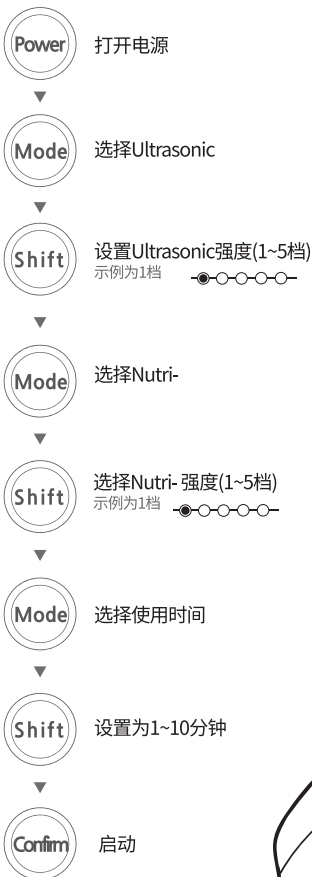 Power 打开电源
Mode 选择Ultrasonic
Shift 设置Ultrasonic强度(1~5档)
示例为1档
Mode 选择Nutri-
Shift 选择Nutri- 强度(1~5档)
示例为1档
Mode 选择使用时间
Shift 设置为1~10分钟
Confirm 启动